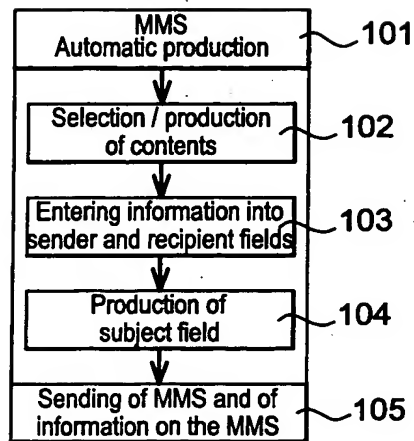 MMS
Automatic production
101
Selection / production
of contents
102
Entering information into
sender and recipient fields
103
Production of
subject field
104
Sending of MMS and of
information on the MMS
105